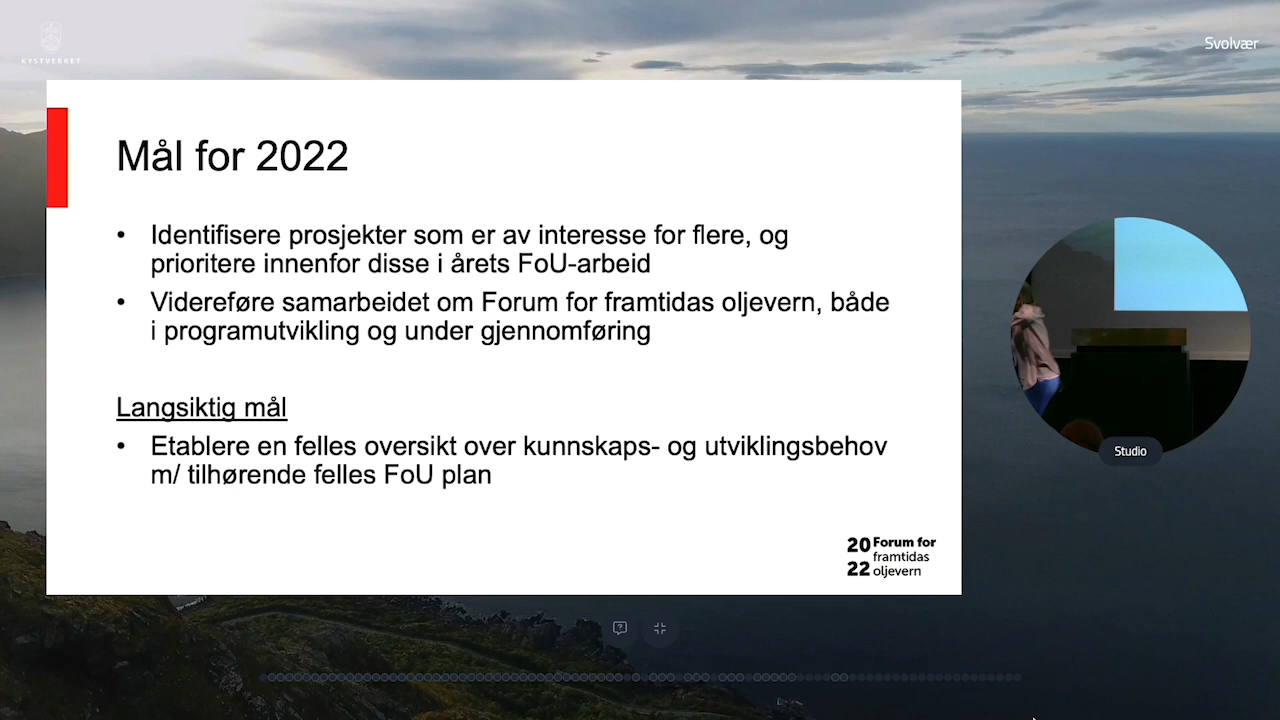 KYSTVERKET
Svolvær
Mål for 2022
• Identifisere prosjekter som er av interesse for flere, og
prioritere innenfor disse i årets FoU-arbeid
• Videreføre samarbeidet om Forum for framtidas oljevern, både
i programutvikling og under gjennomføring
Langsiktig mål
• Etablere en felles oversikt over kunnskaps- og utviklingsbehov
m/ tilhørende felles FoU plan
Studio
20 Forum for
framtidas
22 oljevern